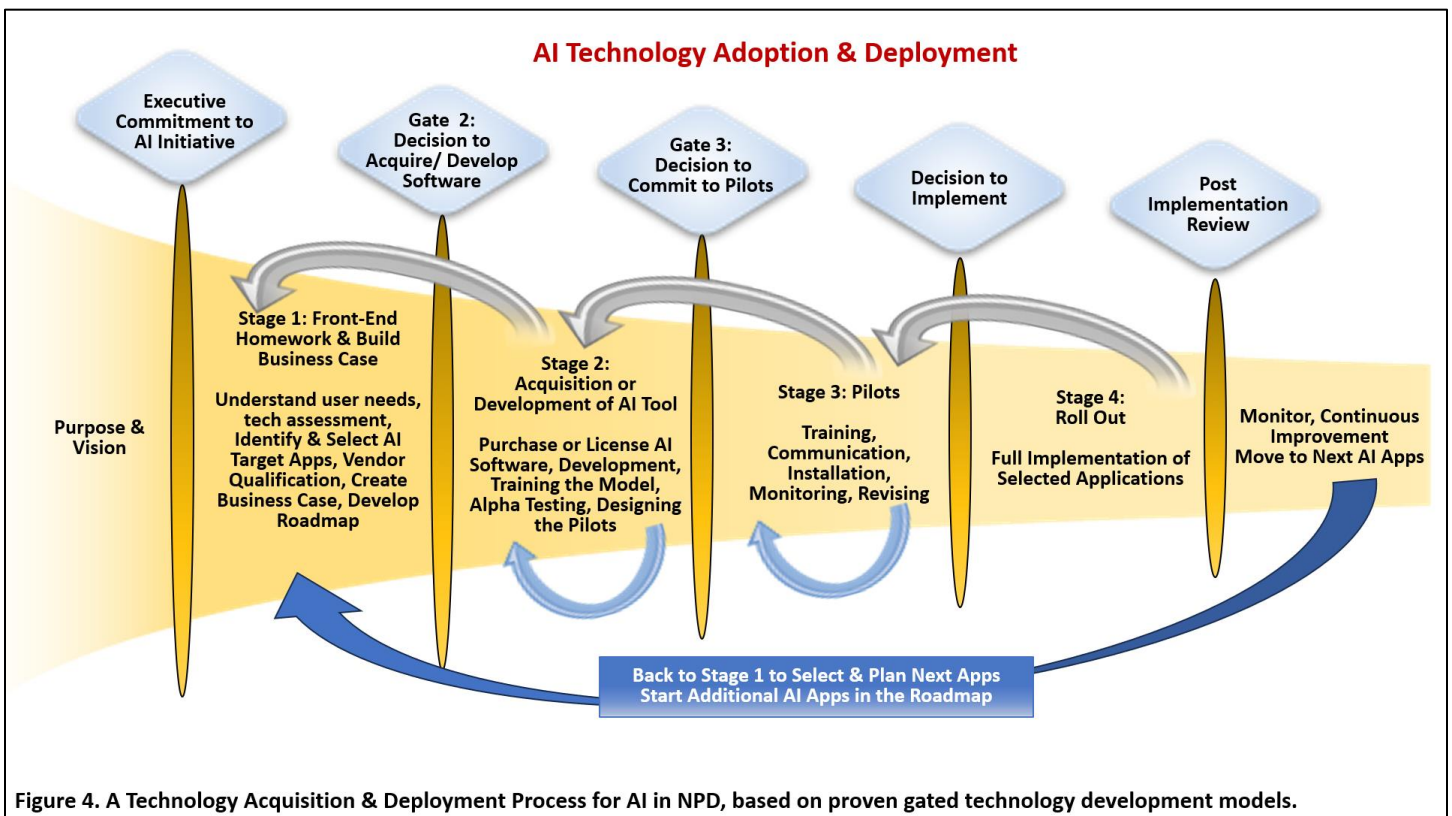 AI Technology Adoption & Deployment
Executive
Commitment to
AI Initiative
Gate 2:
Decision to
Acquire/ Develop
Software
Gate 3:
Decision to
Commit to Pilots
Decision to
Implement
Post
Implementation
Review
Purpose &
Vision
Stage 1: Front-End
Homework & Build
Business Case
Understand user needs,
tech assessment,
Identify & Select AI
Target Apps, Vendor
Qualification, Create
Business Case, Develop
Roadmap
Stage 2:
Acquisition or
Development of AI Tool
Purchase or License AI
Software, Development,
Training the Model,
Alpha Testing, Designing
the Pilots
Stage 3: Pilots
Training,
Communication,
Installation,
Monitoring, Revising
Stage 4:
Roll Out
Full Implementation of
Selected Applications
Monitor, Continuous
Improvement
Move to Next AI Apps
Back to Stage 1 to Select & Plan Next Apps
Start Additional AI Apps in the Roadmap
Figure 4. A Technology Acquisition & Deployment Process for AI in NPD, based on proven gated technology development models.